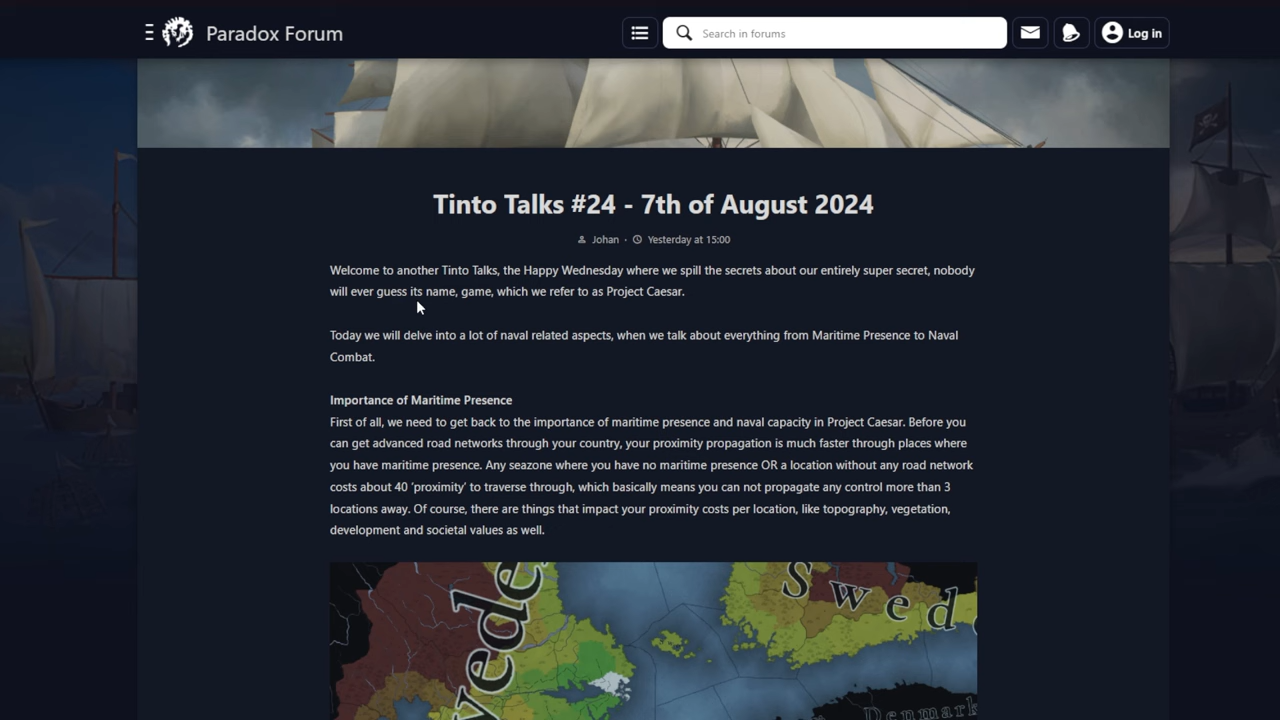 Paradox Forum
Search in forums
Log in
Tinto Talks #24 - 7th of August 2024
Johan · Yesterday at 15:00
Welcome to another Tinto Talks, the Happy Wednesday where we spill the secrets about our entirely super secret, nobody
will ever guess its name, game, which we refer to as Project Caesar.
Today we will delve into a lot of naval related aspects, when we talk about everything from Maritime Presence to Naval
Combat.
Importance of Maritime Presence
First of all, we need to get back to the importance of maritime presence and naval capacity in Project Caesar. Before you
can get advanced road networks through your country, your proximity propagation is much faster through places where
you have maritime presence. Any seazone where you have no maritime presence OR a location without any road network
costs about 40 'proximity' to traverse through, which basically means you can not propagate any control more than 3
locations away. Of course, there are things that impact your proximity costs per location, like topography, vegetation,
development and societal values as well.
Swed
wede
Denmark